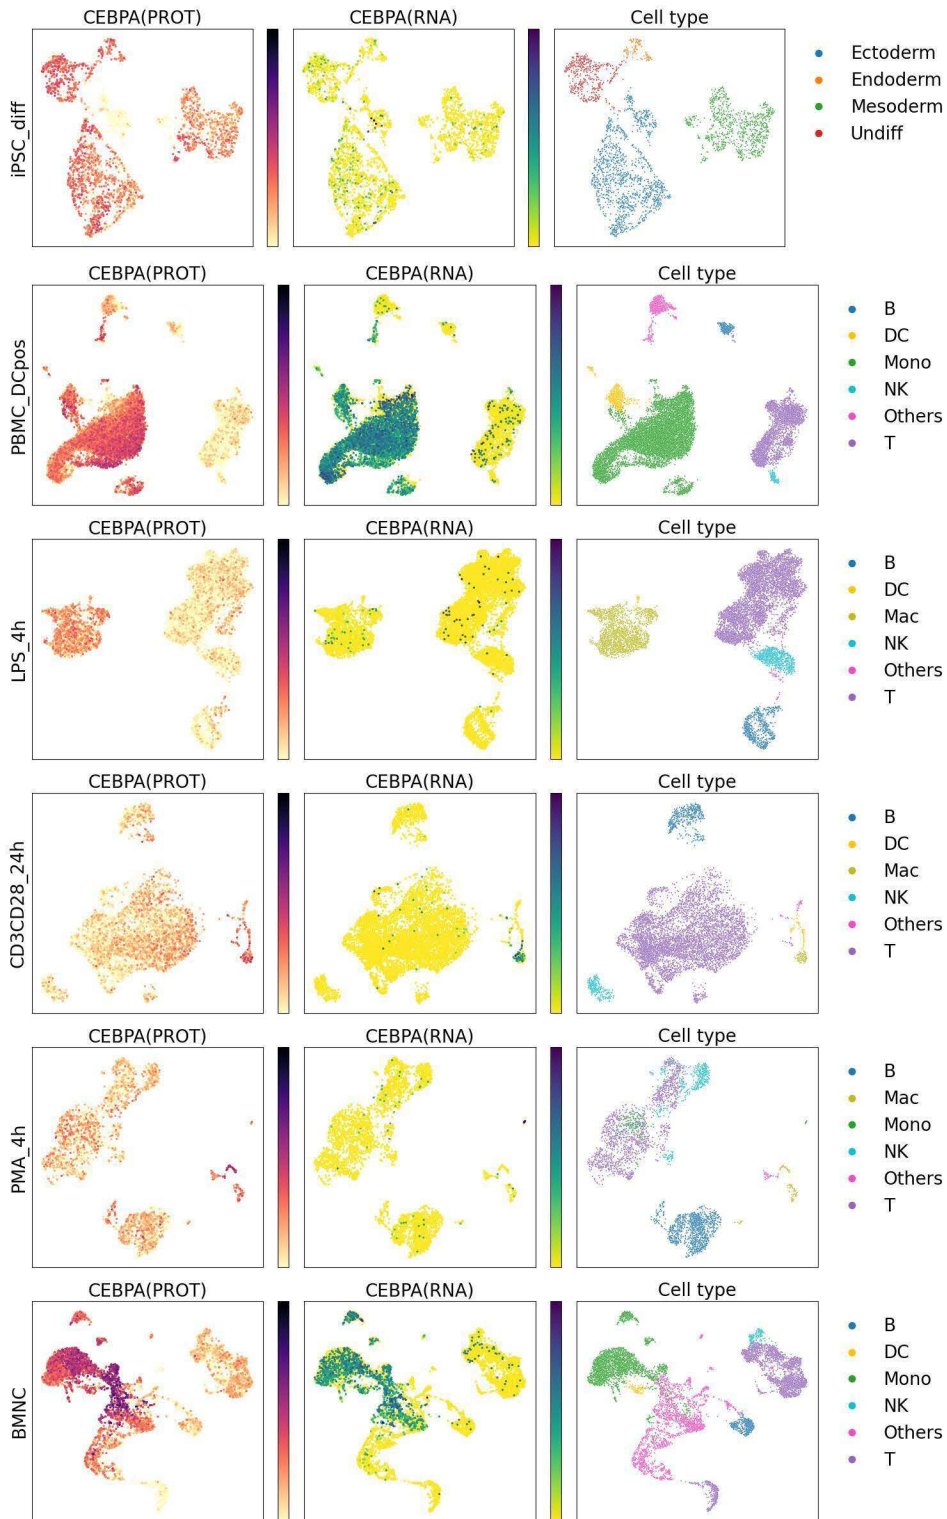 CEBPA(PROT)
CEBPA(RNA)
Cell type
iPSC_diff
Ectoderm
Endoderm
Mesoderm
Undiff
CEBPA(PROT)
CEBPA(RNA)
Cell type
PBMC_DCpos
B
DC
Mono
NK
Others
T
CEBPA(PROT)
CEBPA(RNA)
Cell type
LPS_4h
B
DC
Mac
NK
Others
T
CEBPA(PROT)
CEBPA(RNA)
Cell type
CD3CD28_24h
B
DC
Mac
NK
Others
T
CEBPA(PROT)
CEBPA(RNA)
Cell type
PMA_4h
B
Mac
Mono
NK
Others
T
CEBPA(PROT)
CEBPA(RNA)
Cell type
BMNC
B
DC
Mono
NK
Others
T